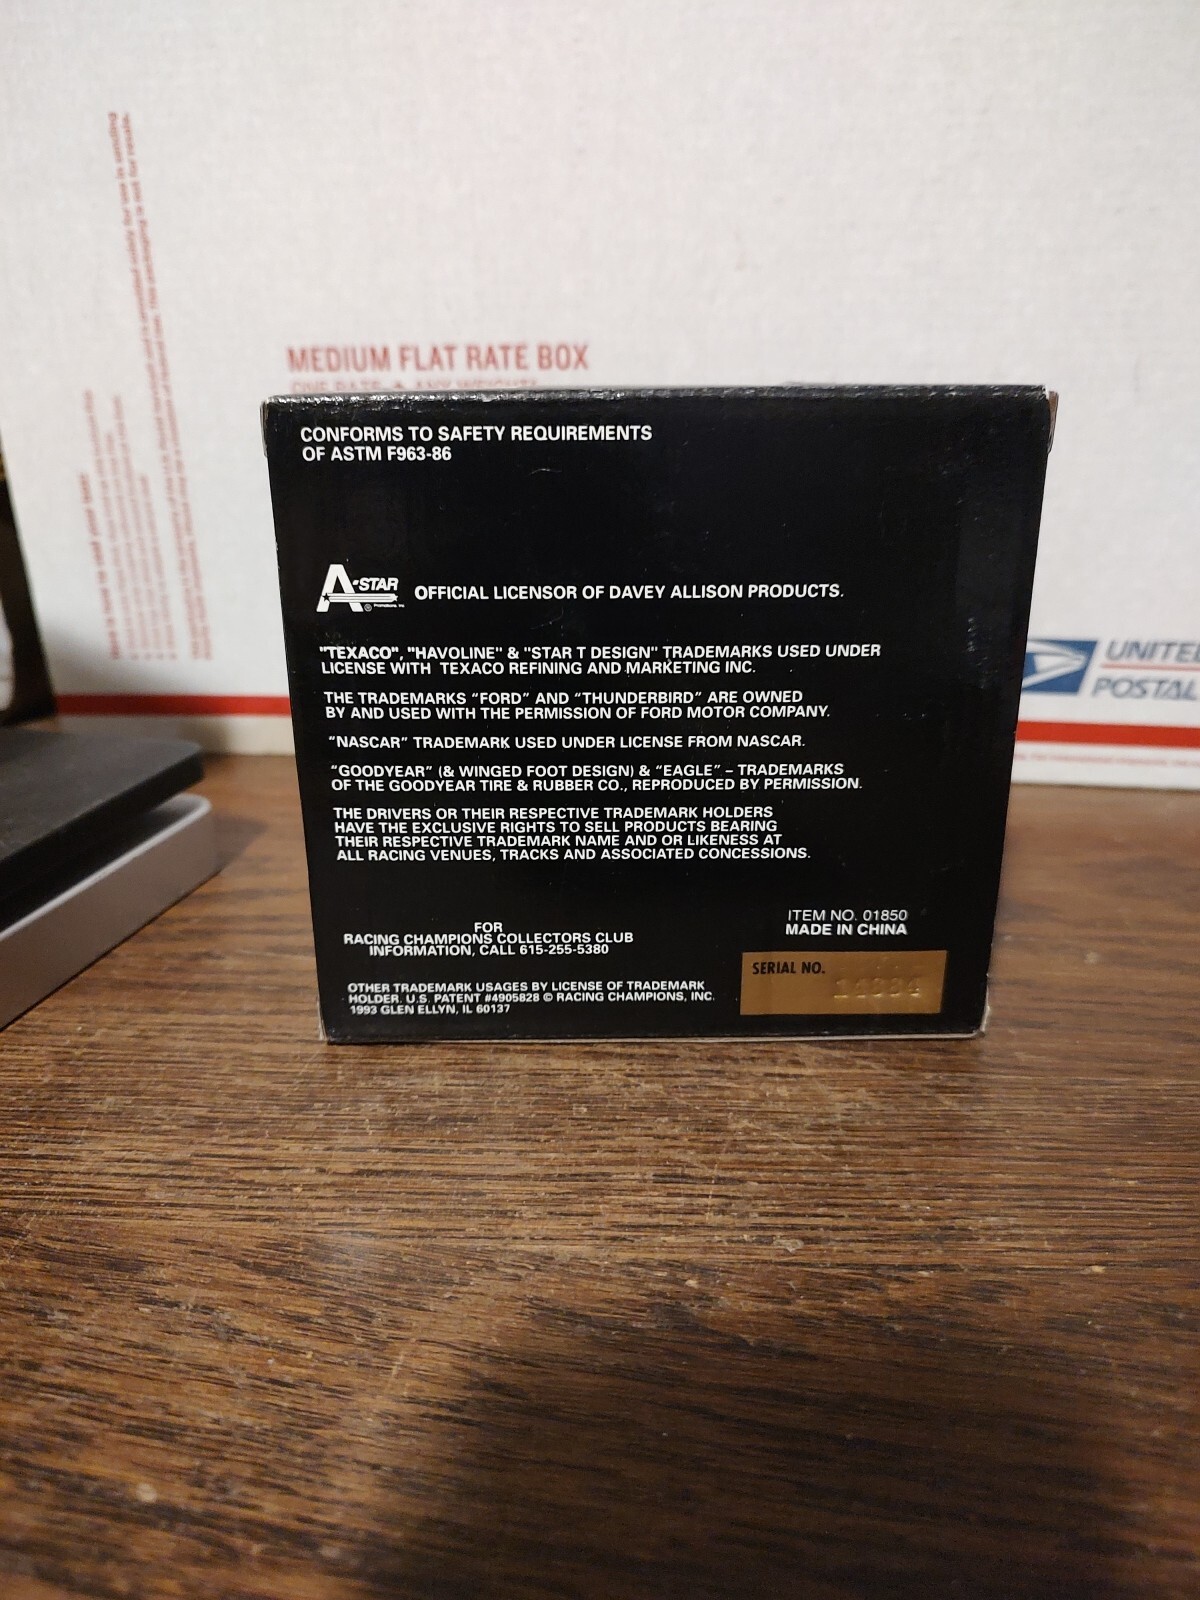 MEDIUM FLAT RATE BOX
CONFORMS TO SAFETY REQUIREMENTS
OF ASTM F963-86
A-STAR
OFFICIAL LICENSOR OF DAVEY ALLISON PRODUCTS.
"TEXACO", "HAVOLINE" & "STAR T DESIGN" TRADEMARKS USED UNDER
LICENSE WITH TEXACO REFINING AND MARKETING INC.
THE TRADEMARKS "FORD" AND "THUNDERBIRD" ARE OWNED
BY AND USED WITH THE PERMISSION OF FORD MOTOR COMPANY.
"NASCAR" TRADEMARK USED UNDER LICENSE FROM NASCAR.
"GOODYEAR" (& WINGED FOOT DESIGN) & "EAGLE" – TRADEMARKS
OF THE GOODYEAR TIRE & RUBBER CO., REPRODUCED BY PERMISSION.
THE DRIVERS OR THEIR RESPECTIVE TRADEMARK HOLDERS
HAVE THE EXCLUSIVE RIGHTS TO SELL PRODUCTS BEARING
THEIR RESPECTIVE TRADEMARK NAME AND OR LIKENESS AT
ALL RACING VENUES, TRACKS AND ASSOCIATED CONCESSIONS.
FOR
RACING CHAMPIONS COLLECTORS CLUB
INFORMATION, CALL 615-255-5380
ITEM NO. 01850
MADE IN CHINA
SERIAL NO.
OTHER TRADEMARK USAGES BY LICENSE OF TRADEMARK
HOLDER. U.S. PATENT #4905828 © RACING CHAMPIONS, INC.
1993 GLEN ELLYN, IL 60137
UNITED
POSTAL